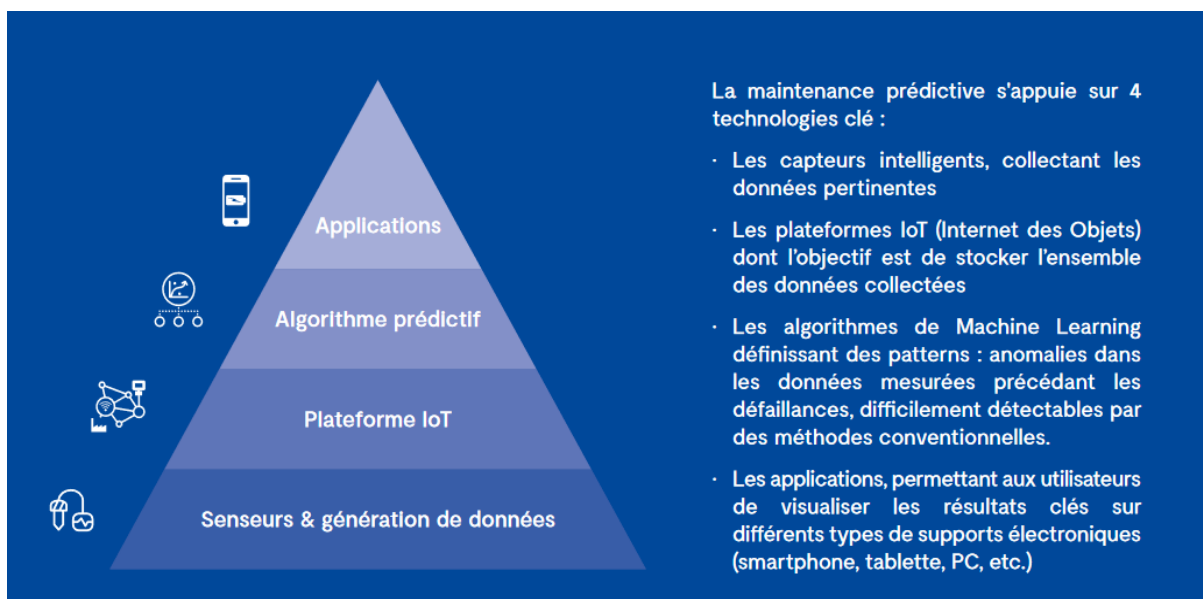 Applications
Algorithme prédictif
Plateforme IoT
Senseurs & génération de données
La maintenance prédictive s'appuie sur 4
technologies clé :
· Les capteurs intelligents, collectant les
données pertinentes
· Les plateformes IoT (Internet des Objets)
dont l'objectif est de stocker l'ensemble
des données collectées
· Les algorithmes de Machine Learning
définissant des patterns : anomalies dans
les données mesurées précédant les
défaillances, difficilement détectables par
des méthodes conventionnelles.
· Les applications, permettant aux utilisateurs
de visualiser les résultats clés sur
différents types de supports électroniques
(smartphone, tablette, PC, etc.)